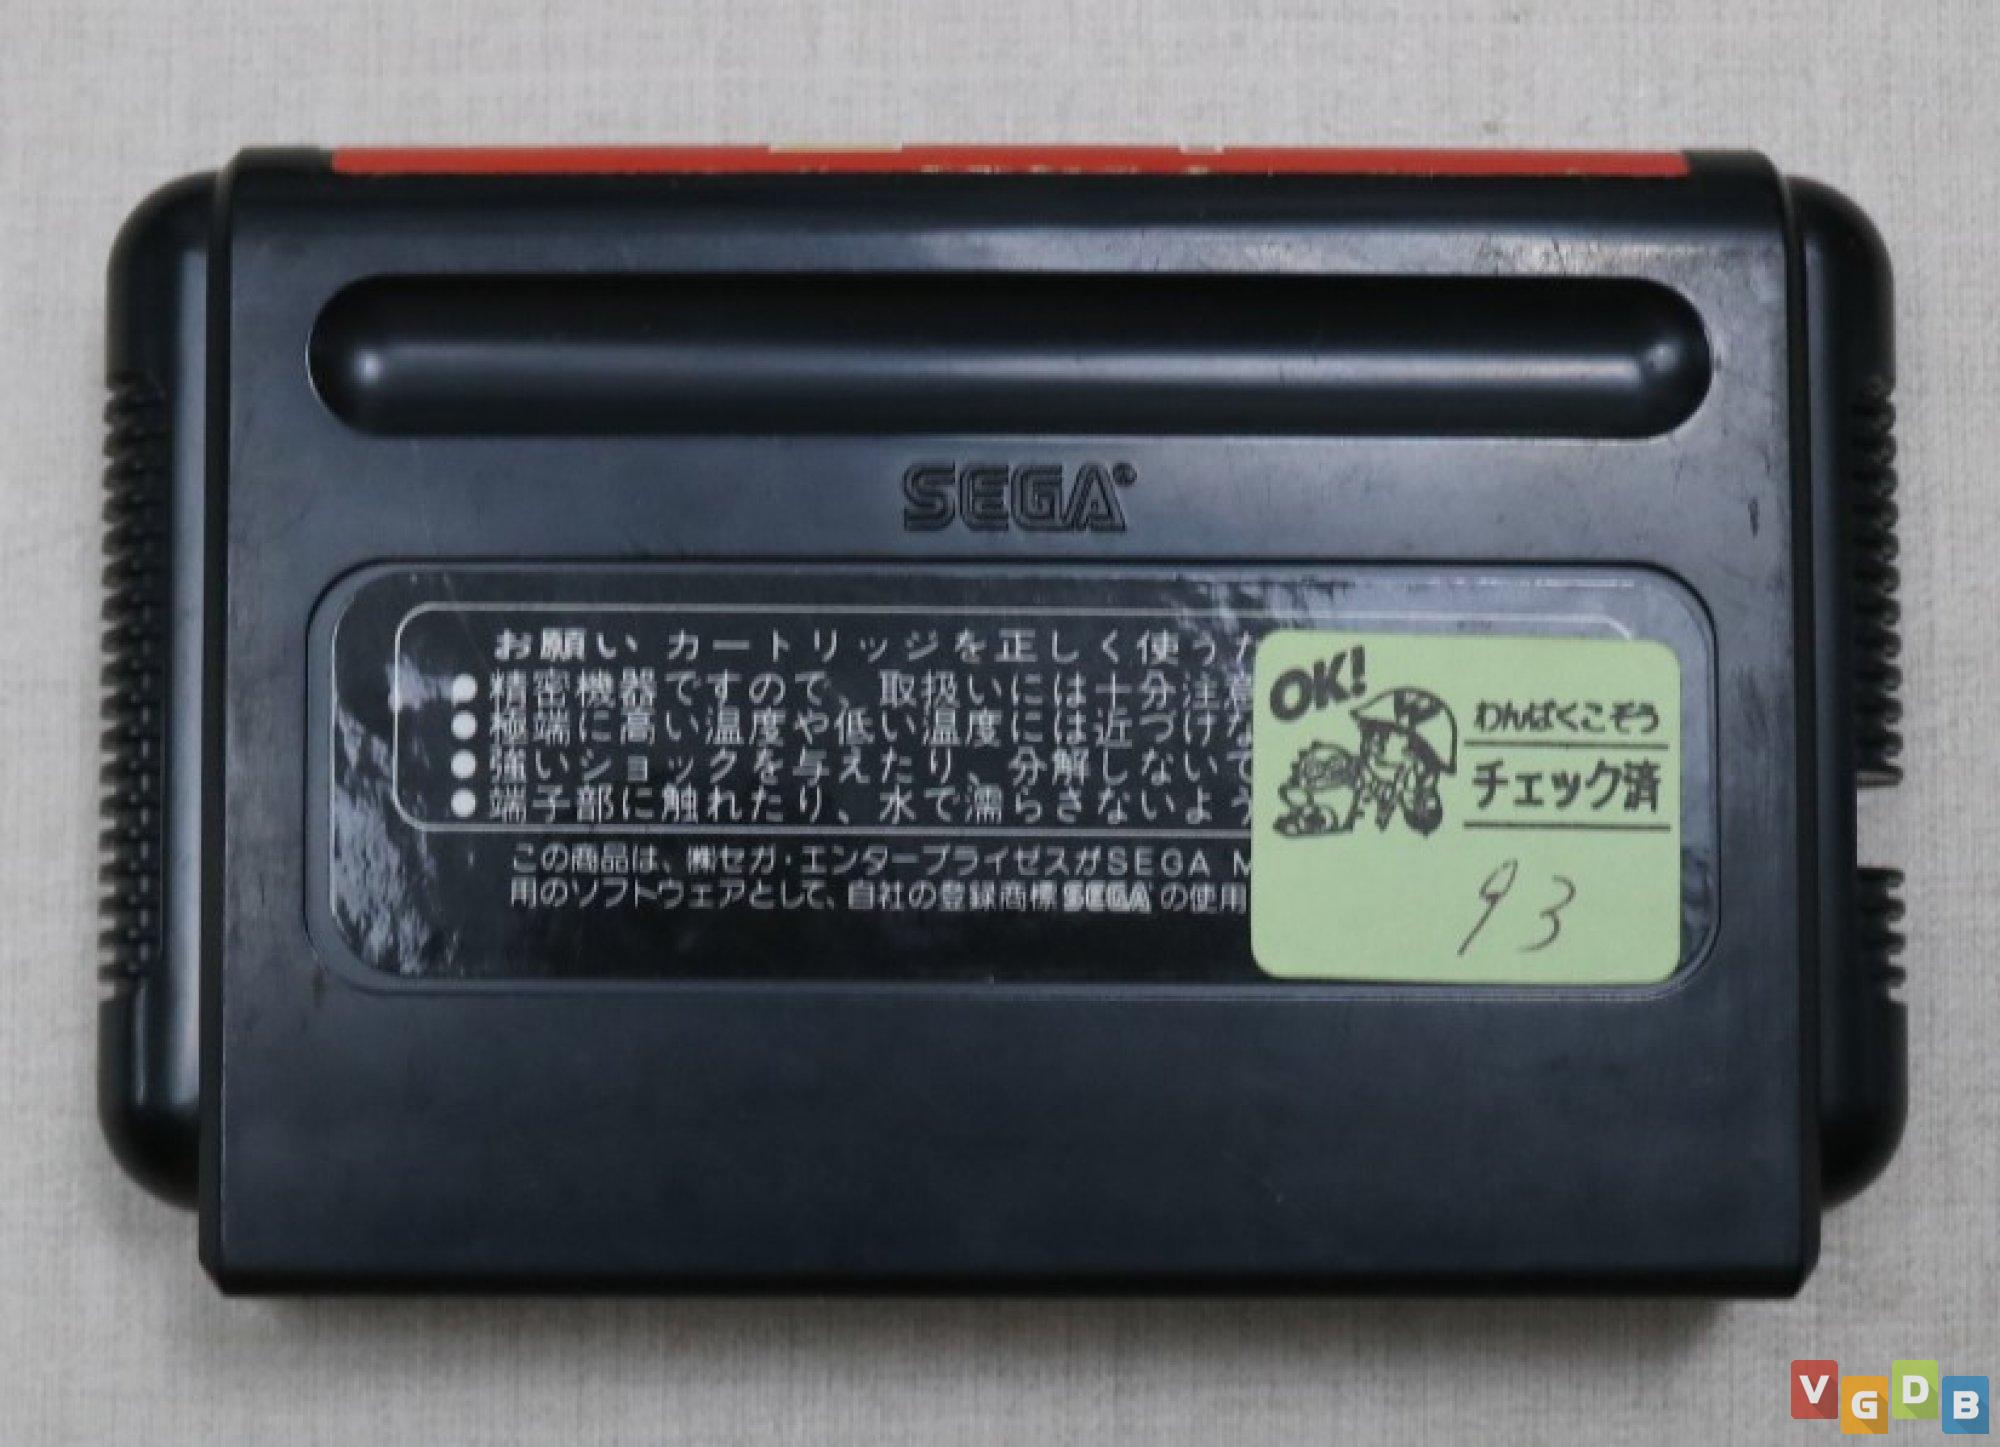 SEGA®
お願い カートリッジを正しく使うた
●精密機器ですので、取扱いには十分注意
●極端に高い温度や低い温度には近づけな
●強いショックを与えたり、分解しないで
●端子部に触れたり、水で濡らさないよう
この商品は、㈱セガ・エンタープライゼスがSEGA M
用のソフトウェアとして、自社の登録商標SEGAの使用
OK!
わんぱくこぞう
チェック済
93
VGDB